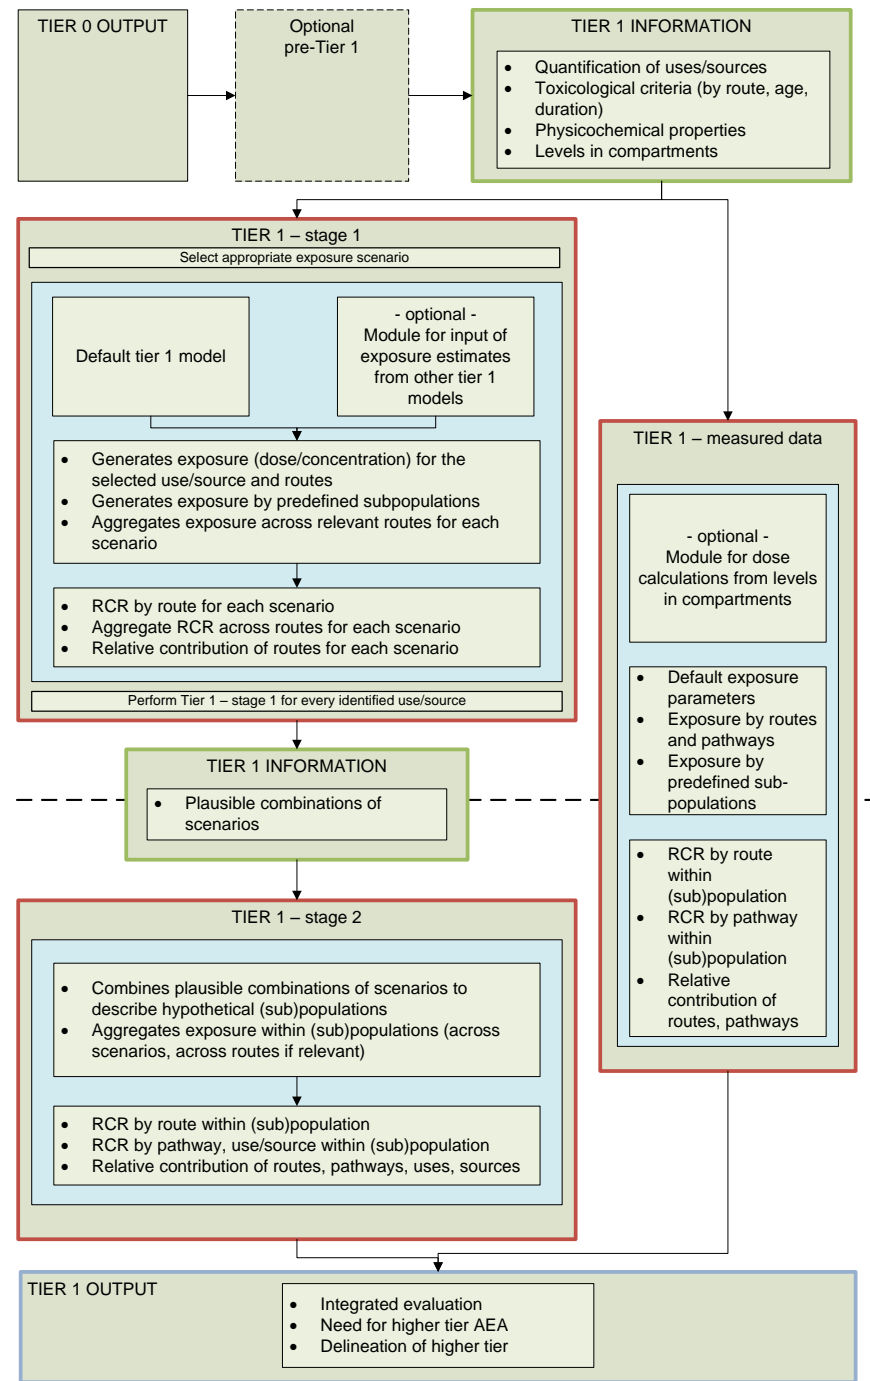 TIER 0 OUTPUT
Optional
pre-Tier 1
TIER 1 INFORMATION
• Quantification of uses/sources
• Toxicological criteria (by route, age,
duration)
• Physicochemical properties
• Levels in compartments
TIER 1 – stage 1
Select appropriate exposure scenario
Default tier 1 model
- optional -
Module for input of
exposure estimates
from other tier 1
models
• Generates exposure (dose/concentration) for the
selected use/source and routes
• Generates exposure by predefined subpopulations
• Aggregates exposure across relevant routes for each
scenario
• RCR by route for each scenario
• Aggregate RCR across routes for each scenario
• Relative contribution of routes for each scenario
Perform Tier 1 – stage 1 for every identified use/source
TIER 1 INFORMATION
• Plausible combinations of
scenarios
TIER 1 – stage 2
• Combines plausible combinations of scenarios to
describe hypothetical (sub)populations
• Aggregates exposure within (sub)populations (across
scenarios, across routes if relevant)
• RCR by route within (sub)population
• RCR by pathway, use/source within (sub)population
• Relative contribution of routes, pathways, uses, sources
TIER 1 – measured data
- optional -
Module for dose
calculations from levels
in compartments
• Default exposure
parameters
• Exposure by routes
and pathways
• Exposure by
predefined sub-
populations
• RCR by route
within
(sub)population
• RCR by pathway
within
(sub)population
• Relative
contribution of
routes, pathways
TIER 1 OUTPUT
• Integrated evaluation
• Need for higher tier AEA
• Delineation of higher tier